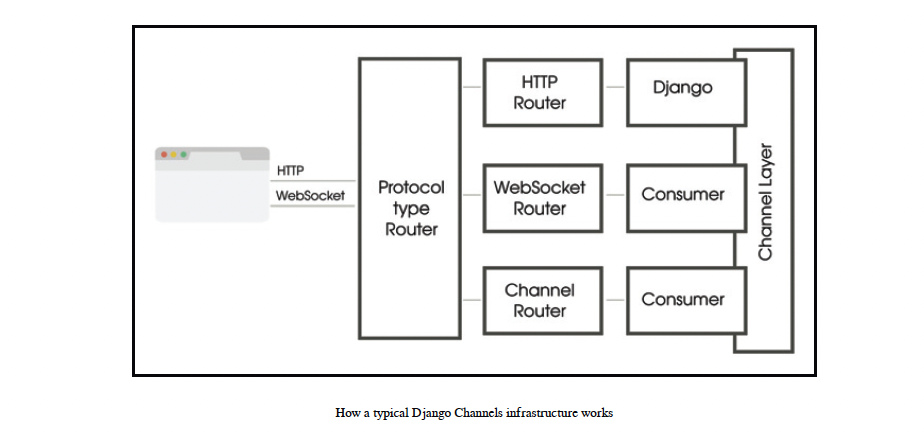 HTTP
WebSocket
Protocol
type
Router
HTTP
Router
Django
WebSocket
Router
Consumer
Channel
Router
Consumer
Channel Layer
How a typical Django Channels infrastructure works